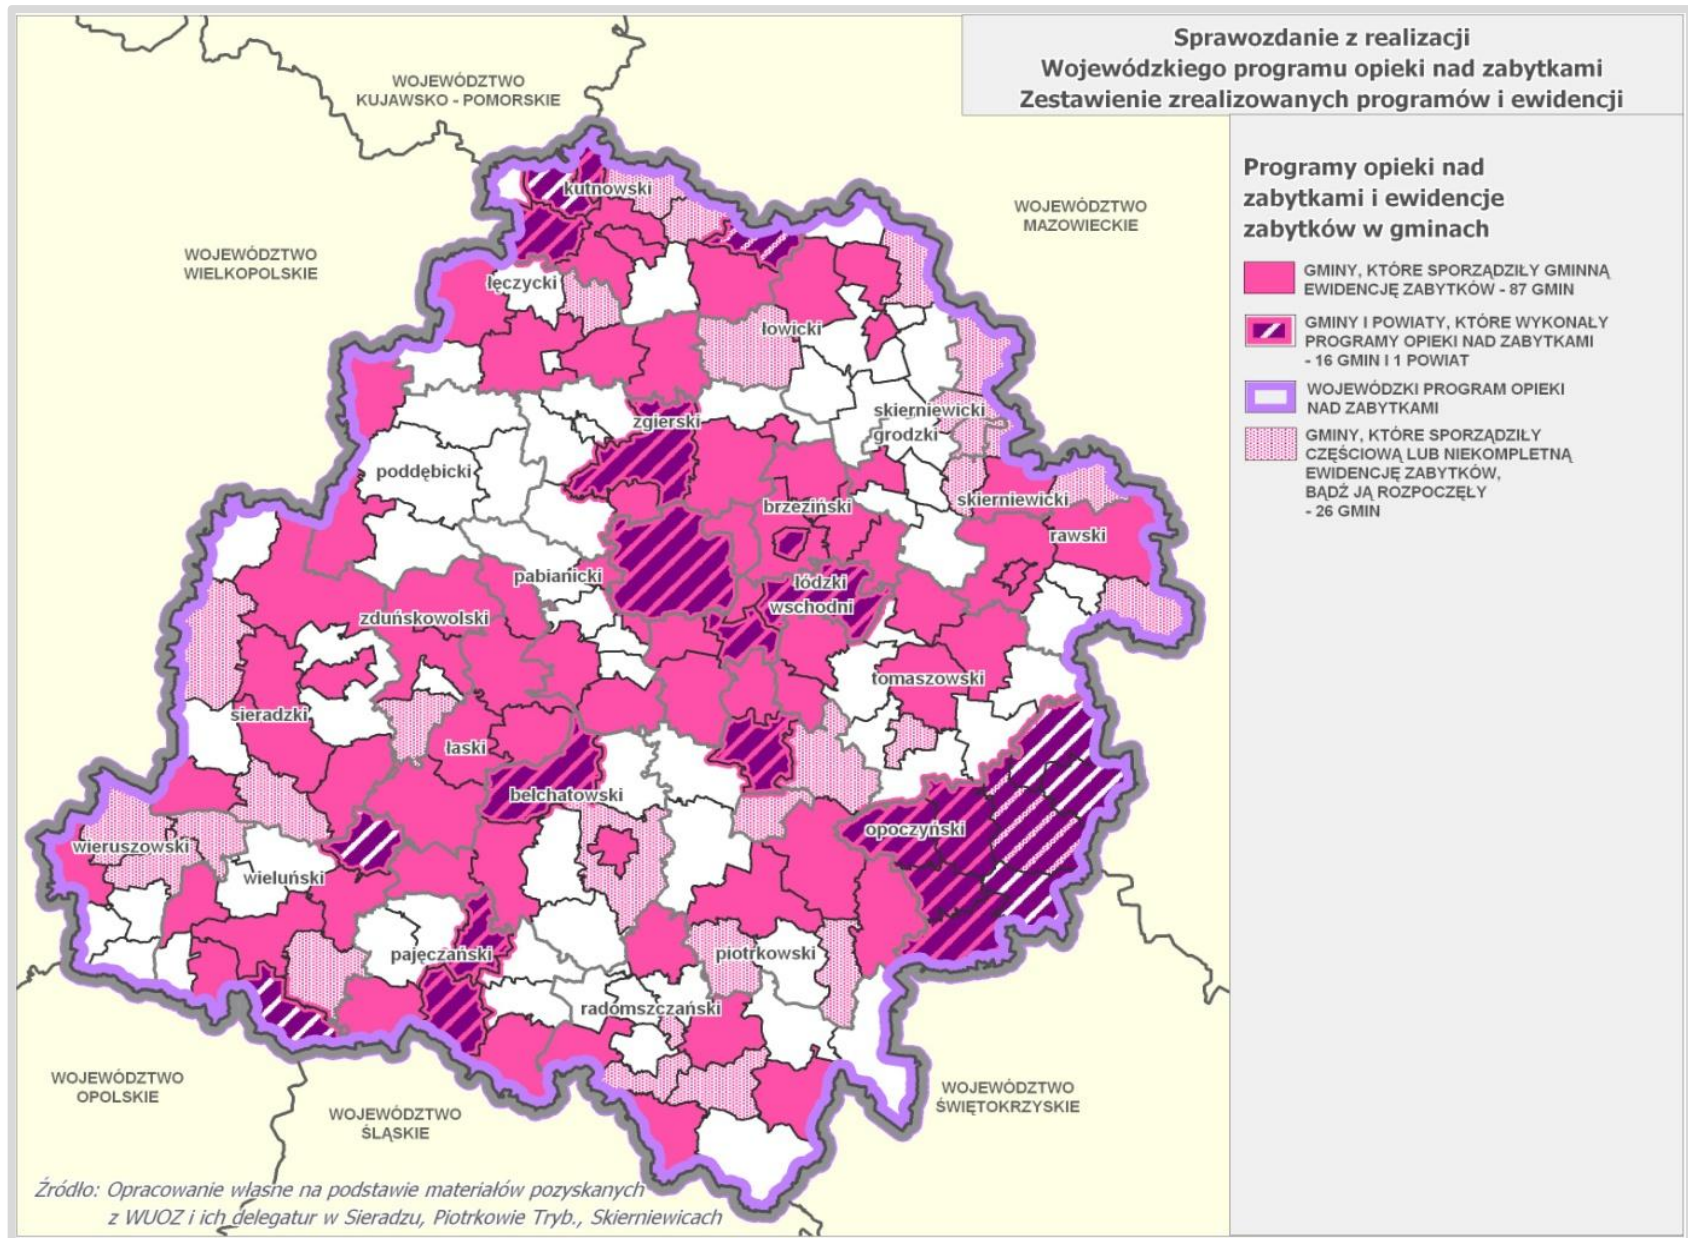 Sprawozdanie z realizacji
Wojewódzkiego programu opieki nad zabytkami
Zestawienie zrealizowanych programów i ewidencji
Programy opieki nad
zabytkami i ewidencje
zabytków w gminach
GMINY, KTÓRE SPORZĄDZIŁY GMINNĄ
EWIDENCJĘ ZABYTKÓW - 87 GMIN
GMINY I POWIATY, KTÓRE WYKONAŁY
PROGRAMY OPIEKI NAD ZABYTKAMI
- 16 GMIN I 1 POWIAT
WOJEWÓDZKI PROGRAM OPIEKI
NAD ZABYTKAMI
GMINY, KTÓRE SPORZĄDZIŁY
CZĘŚCIOWĄ LUB NIEKOMPLETNĄ
EWIDENCJĘ ZABYTKÓW,
BĄDŹ JĄ ROZPOCZĘŁY
- 26 GMIN
WOJEWÓDZTWO
KUJAWSKO - POMORSKIE
WOJEWÓDZTWO
MAZOWIECKIE
WOJEWÓDZTWO
WIELKOPOLSKIE
kutnowski
łęczycki
łowicki
zgierski
skierniewicki
grodzki
poddębicki
skierniewicki
brzeziński
rawski
pabianicki
łódzki
wschodni
zduńskowolski
tomaszowski
sieradzki
łaski
bełchatowski
opoczyński
wieruszowski
wieluński
pajęczański
piotrkowski
radomszczański
WOJEWÓDZTWO
OPOLSKIE
WOJEWÓDZTWO
ŚLĄSKIE
WOJEWÓDZTWO
ŚWIĘTOKRZYSKIE
Źródło: Opracowanie własne na podstawie materiałów pozyskanych
z WUOZ i ich delegatur w Sieradzu, Piotrkowie Tryb., Skierniewicach